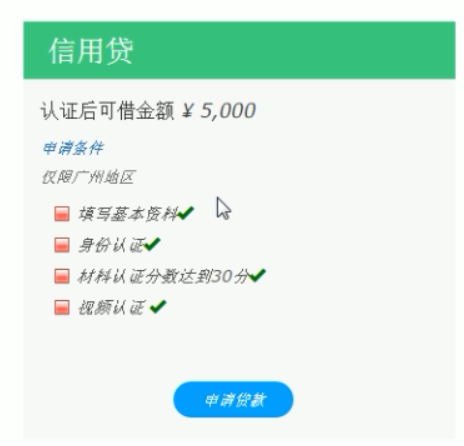 信用贷
认证后可借金额 ¥ 5,000
申请条件
仅限广州地区
填写基本资料✔
身份认证✔
材料认证分数达到30分✔
视频认证 ✔
申请贷款